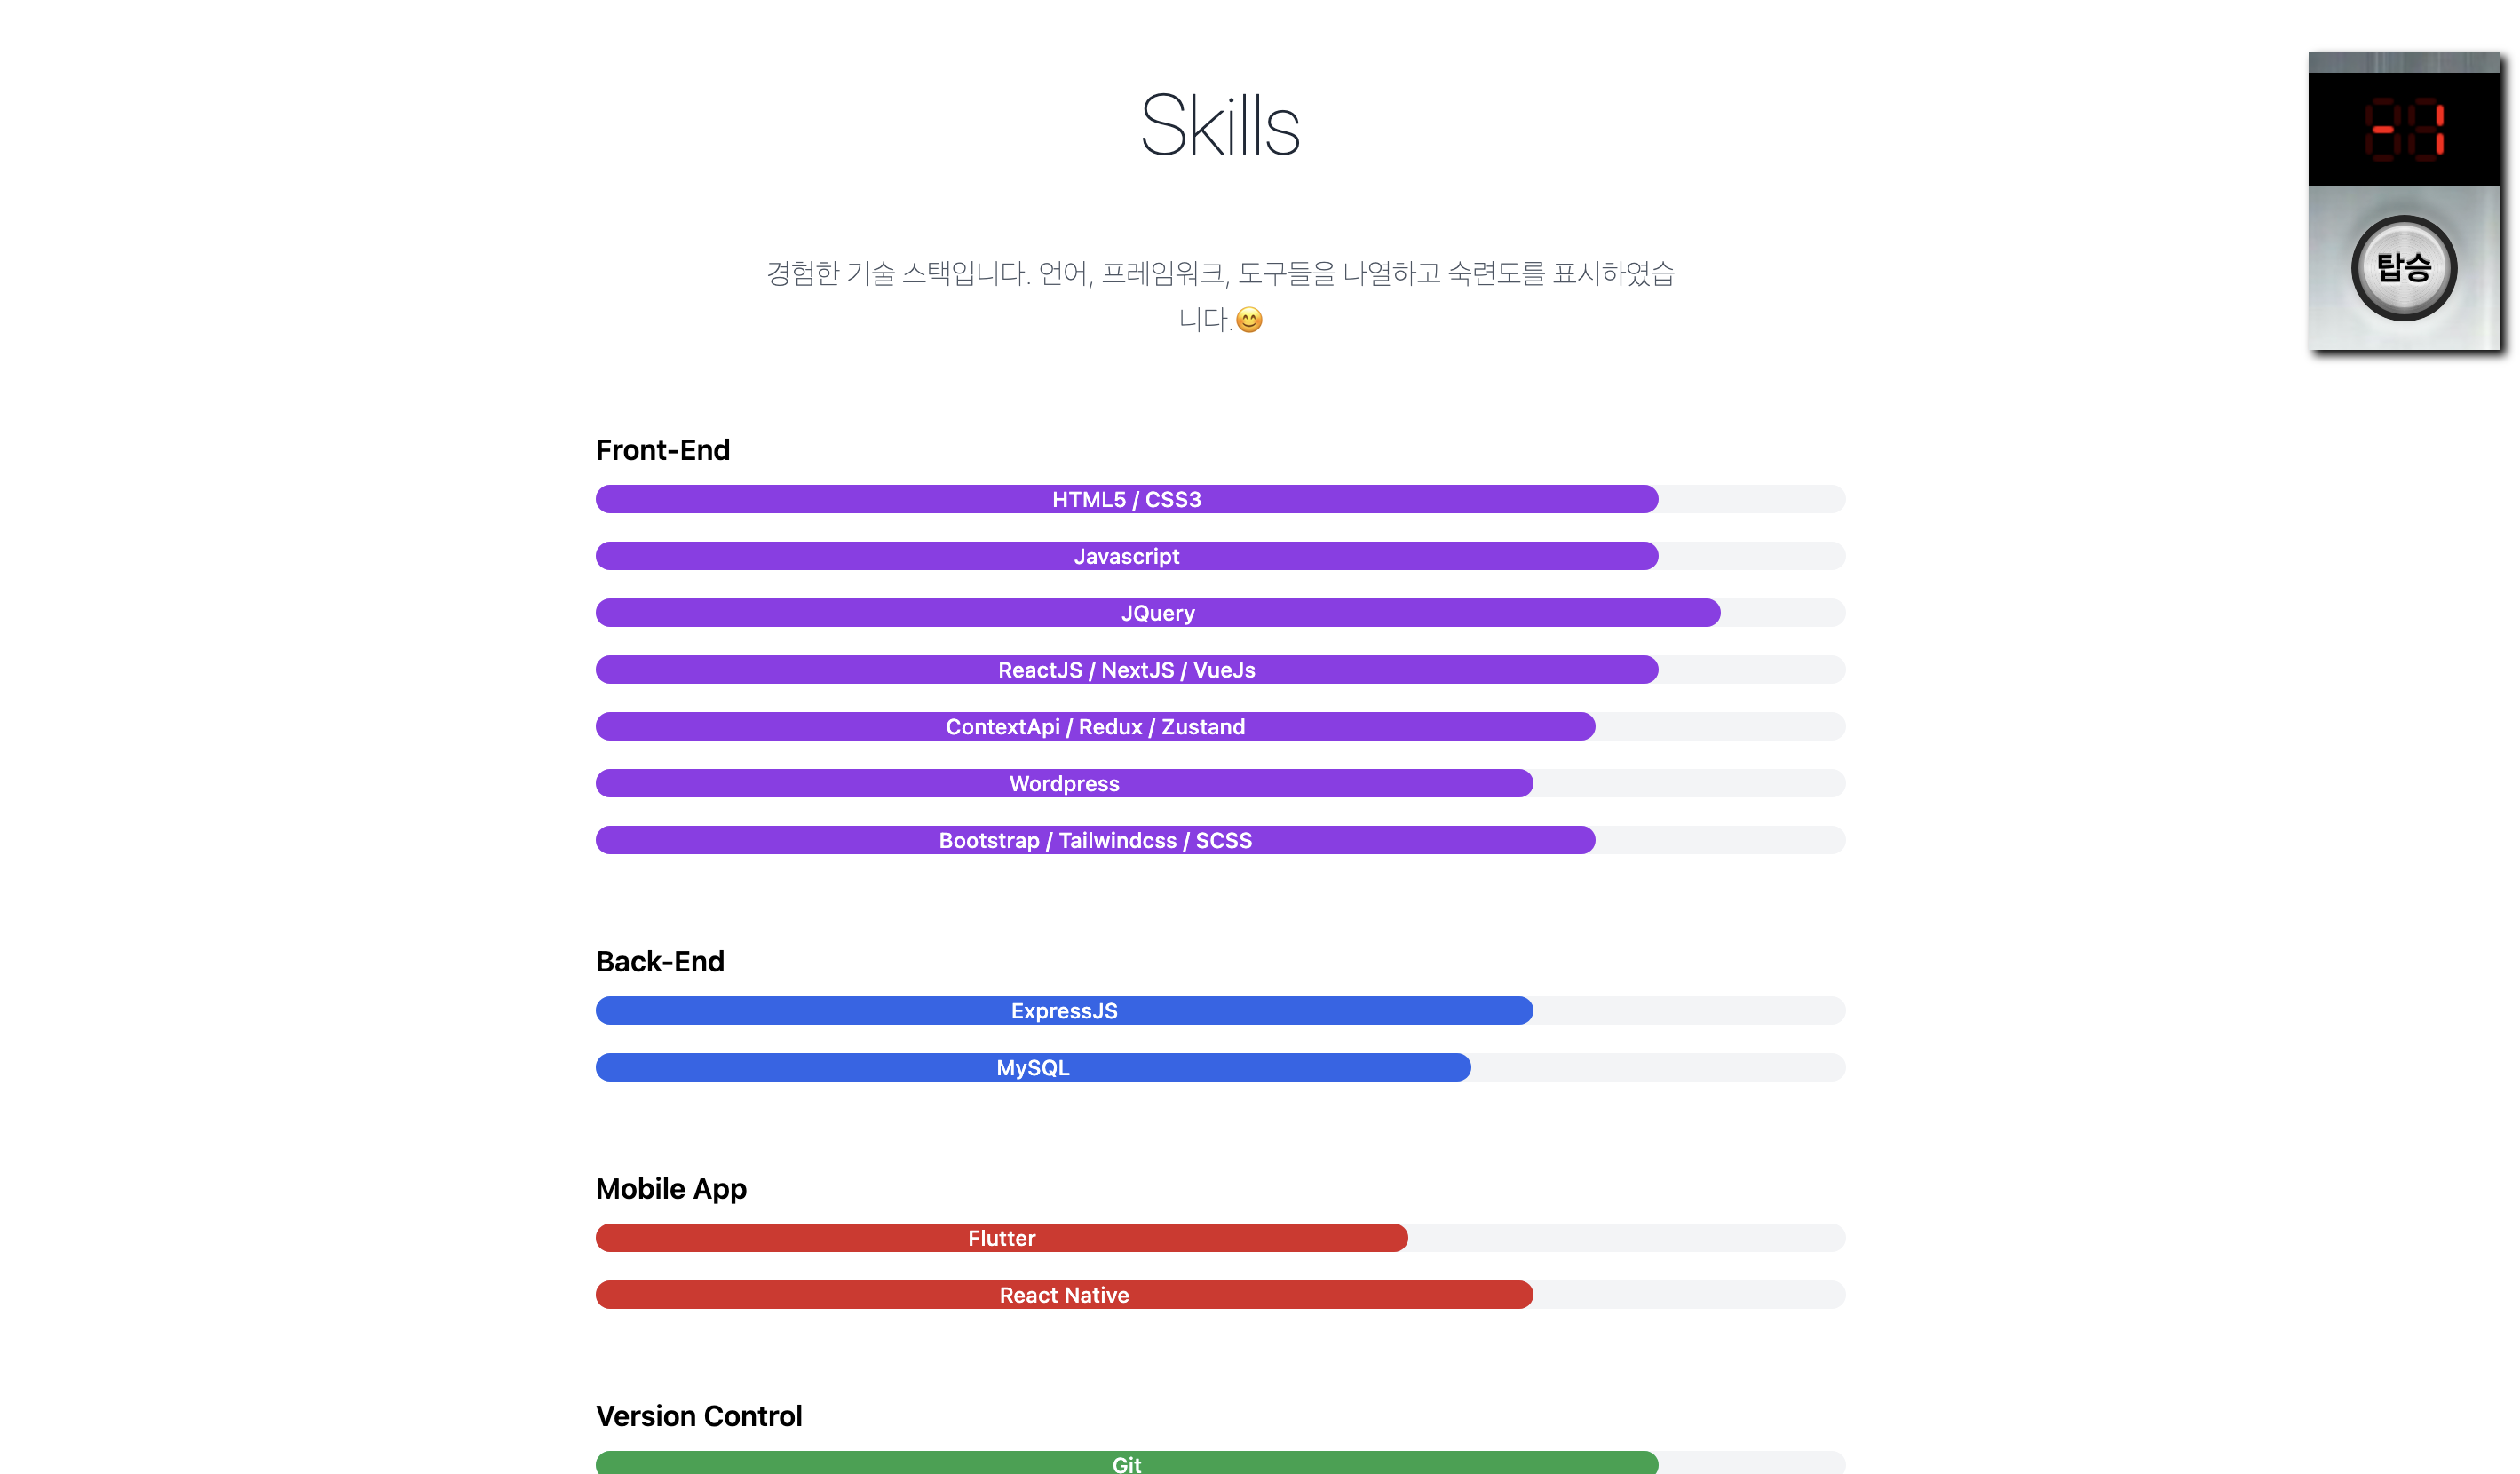 Skills
-1
탑승
경험한 기술 스택입니다. 언어, 프레임워크, 도구들을 나열하고 숙련도를 표시하였습
니다.😊
Front-End
HTML5 / CSS3
Javascript
JQuery
ReactJS / NextJS / VueJs
ContextApi / Redux / Zustand
Wordpress
Bootstrap / Tailwindcss / SCSS
Back-End
ExpressJS
MySQL
Mobile App
Flutter
React Native
Version Control
Git